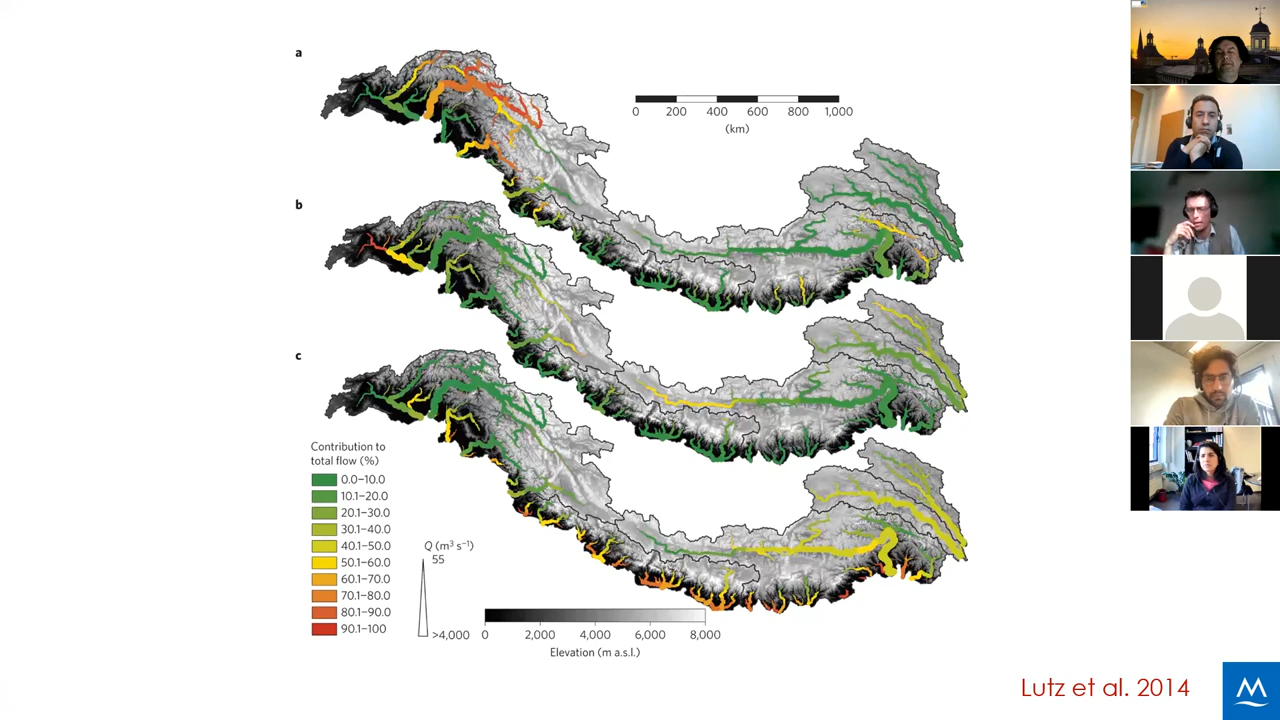 a
0 200 400 600 800 1,000
(km)
b
c
Contribution to
total flow (%)
0.0–10.0
10.1–20.0
20.1–30.0
30.1–40.0
40.1–50.0
50.1–60.0
60.1–70.0
70.1–80.0
80.1–90.0
90.1–100
Q (m³ s⁻¹)
55
>4,000
0 2,000 4,000 6,000 8,000
Elevation (m a.s.l.)
Lutz et al. 2014